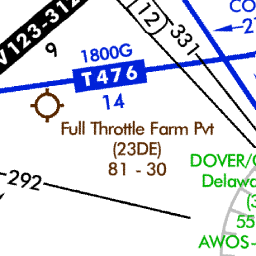 V123-312
9
12
331
CO
1800G
T476
14
Full Throttle Farm Pvt
(23DE)
81 - 30
292
DOVER/
Delawa
(3
55
AWOS-